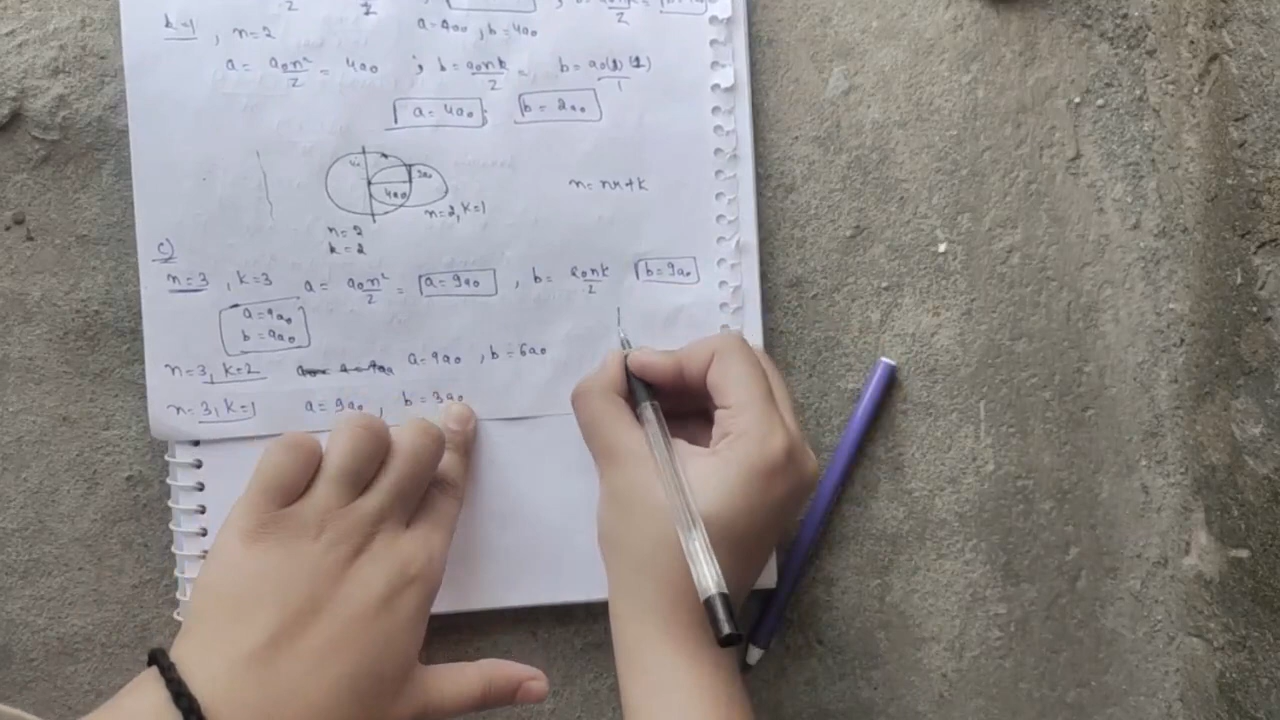 k=1 , n=2
a = 4a₀ , b = 4a₀
a = a₀n²/2 = 4a₀ ; b = a₀nk/2 = b = a₀(2)(1)/1
a = 4a₀ ; b = 2a₀
4a₀ 2a₀
n=2, k=1
n=2
k=2
n = nr+k
c)
n=3 , k=3 a = a₀n²/2 = a = 9a₀ , b = a₀nk/2 b = 9a₀
a = 9a₀
b = 9a₀
n=3, k=2 a = 9a₀ , b = 6a₀
n=3, k=1 a = 9a₀ , b = 3a₀